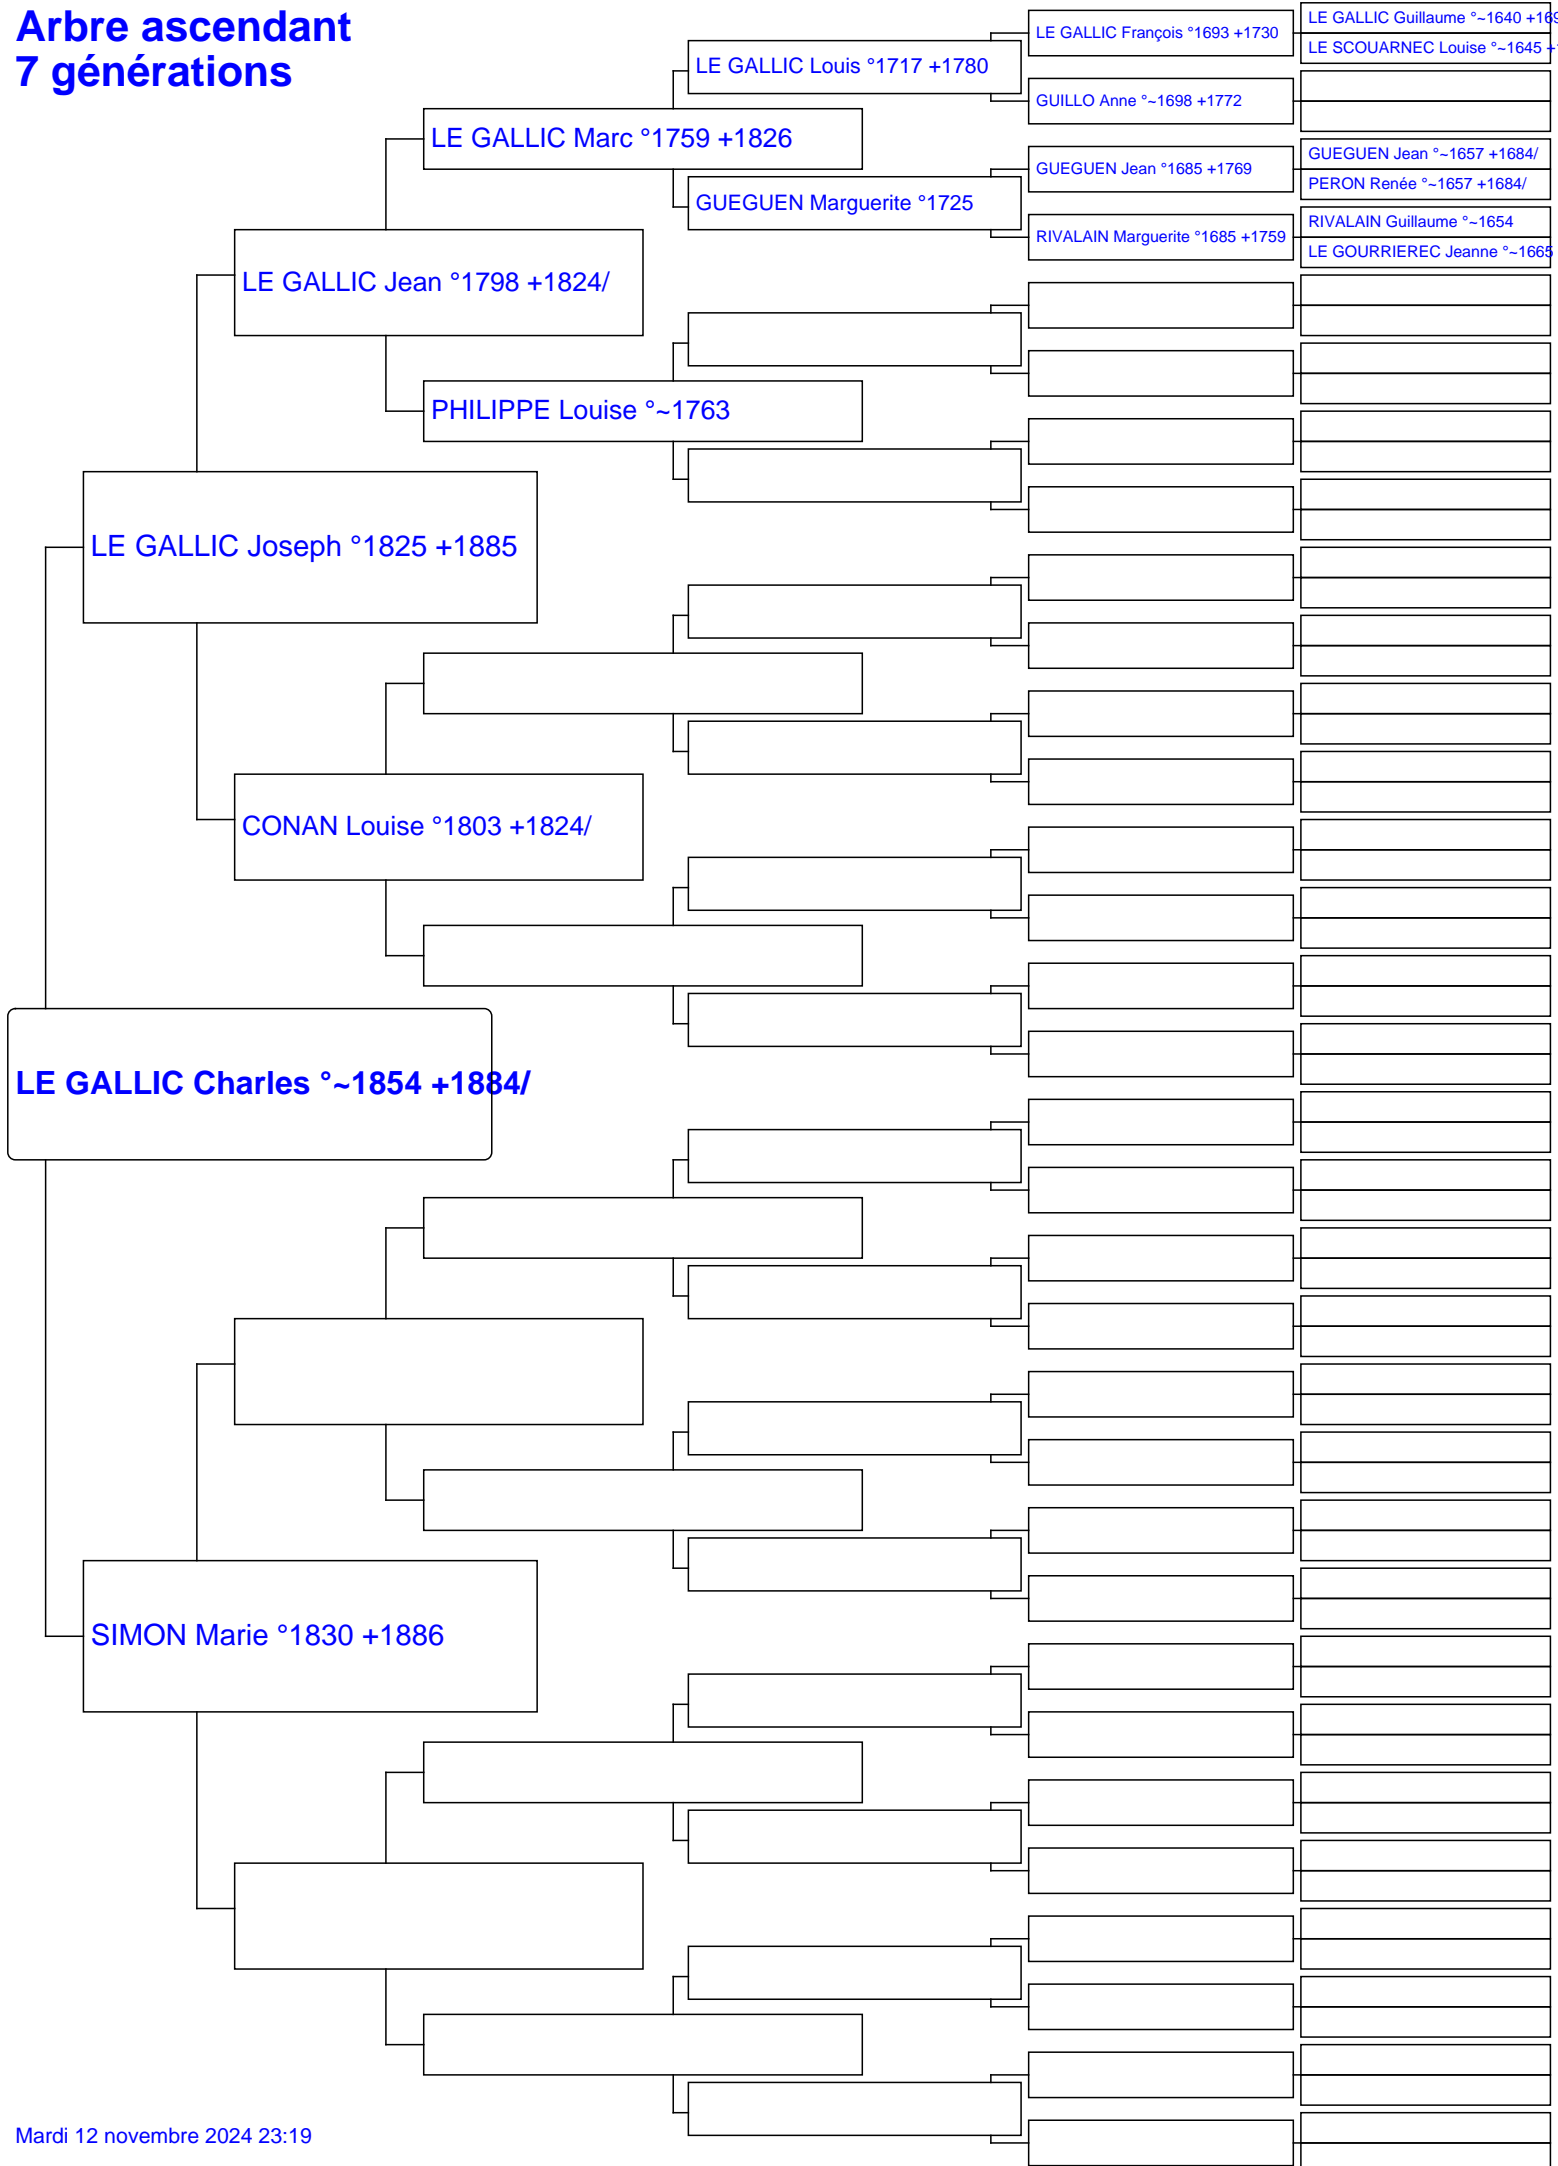 Arbre ascendant
7 générations
LE GALLIC Guillaume °~1640
LE SCOUARNEC Louise °~1645
LE GALLIC François °1693 +1730
LE GALLIC Louis °1717 +1780
GUILLO Anne °~1698 +1772
LE GALLIC Marc °1759 +1826
GUEGUEN Jean °~1657 +1684/
GUEGUEN Jean °1685 +1769
PERON Renée °~1657 +1684/
GUEGUEN Marguerite °1725
RIVALAIN Guillaume °~1654
RIVALAIN Marguerite °1685 +1759
LE GOURRIEREC Jeanne °~1665
LE GALLIC Jean °1798 +1824/
PHILIPPE Louise °~1763
LE GALLIC Joseph °1825 +1885
CONAN Louise °1803 +1824/
LE GALLIC Charles °~1854 +1884/
SIMON Marie °1830 +1886
Mardi 12 novembre 2024 23:19